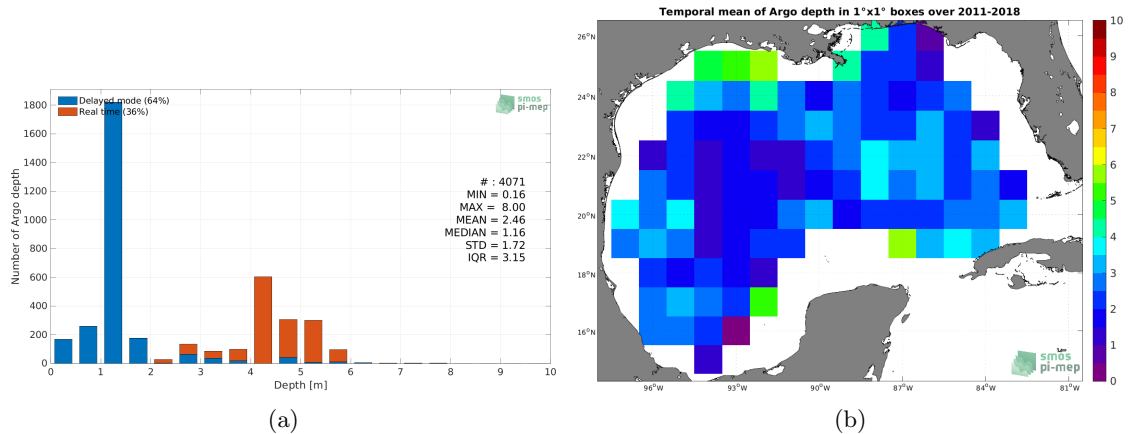 Temporal mean of Argo depth in 1°x1° boxes over 2011-2018
Delayed mode (64%)
Real time (36%)
smos
pi-mep
# : 4071
MIN = 0.16
MAX = 8.00
MEAN = 2.46
MEDIAN = 1.16
STD = 1.72
IQR = 3.15
Number of Argo depth
1800
1600
1400
1200
1000
800
600
400
200
0
0 1 2 3 4 5 6 7 8 9 10
Depth [m]
(a)
26°N
24°N
22°N
20°N
18°N
16°N
96°W 93°W 90°W 87°W 84°W 81°W
smos
pi-mep
10
9
8
7
6
5
4
3
2
1
0
(b)